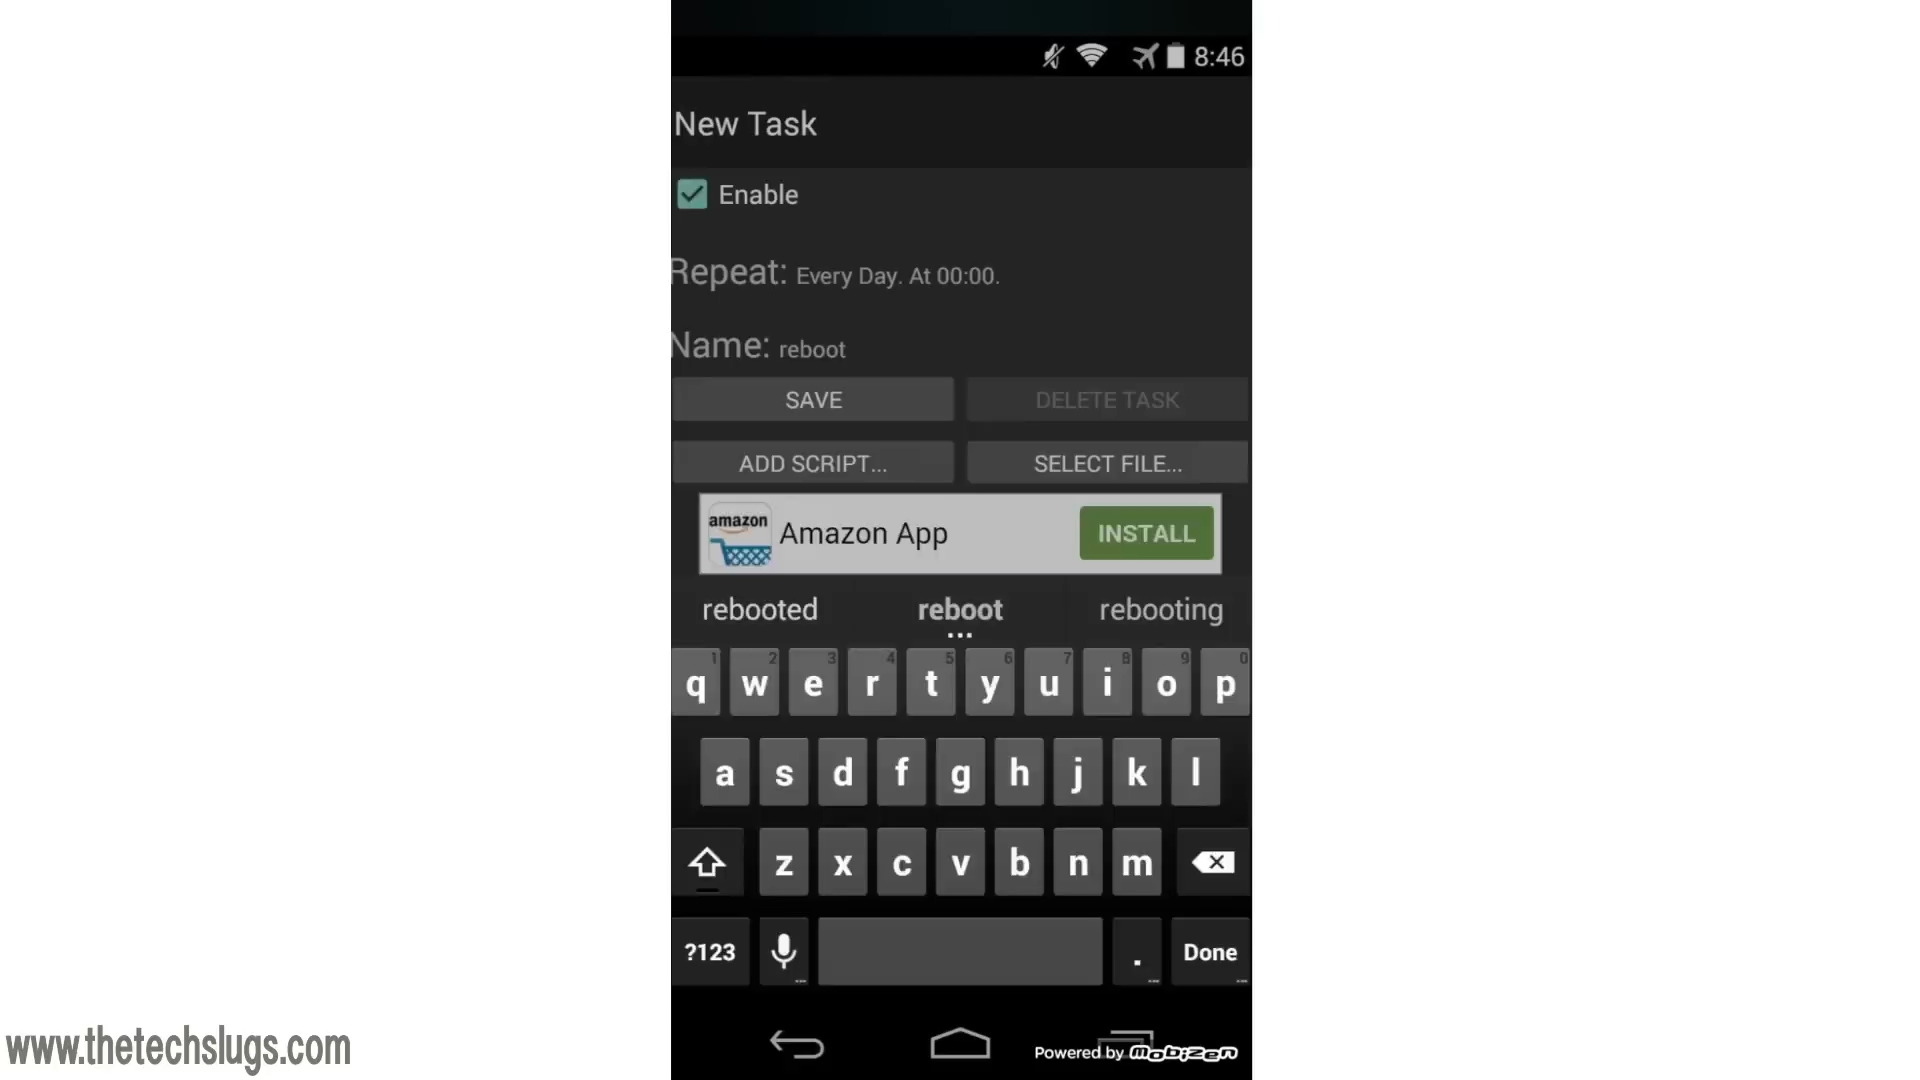 8:46
New Task
Enable
Repeat: Every Day. At 00:00.
Name: reboot
SAVE DELETE TASK
ADD SCRIPT... SELECT FILE...
amazon Amazon App INSTALL
rebooted reboot rebooting
...
1 2 3 4 5 6 7 8 9 0
q w e r t y u i o p
a s d f g h j k l
z x c v b n m
?123 . Done
www.thetechslugs.com
Powered by mobizen